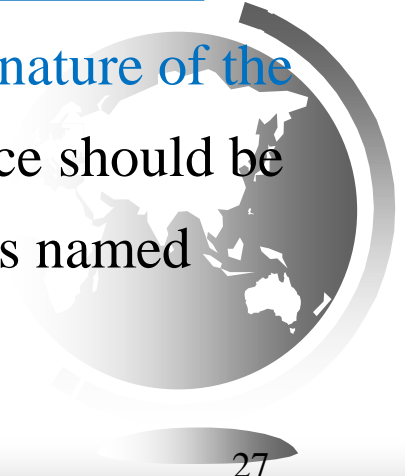 nature of the
ce should be
s named
27